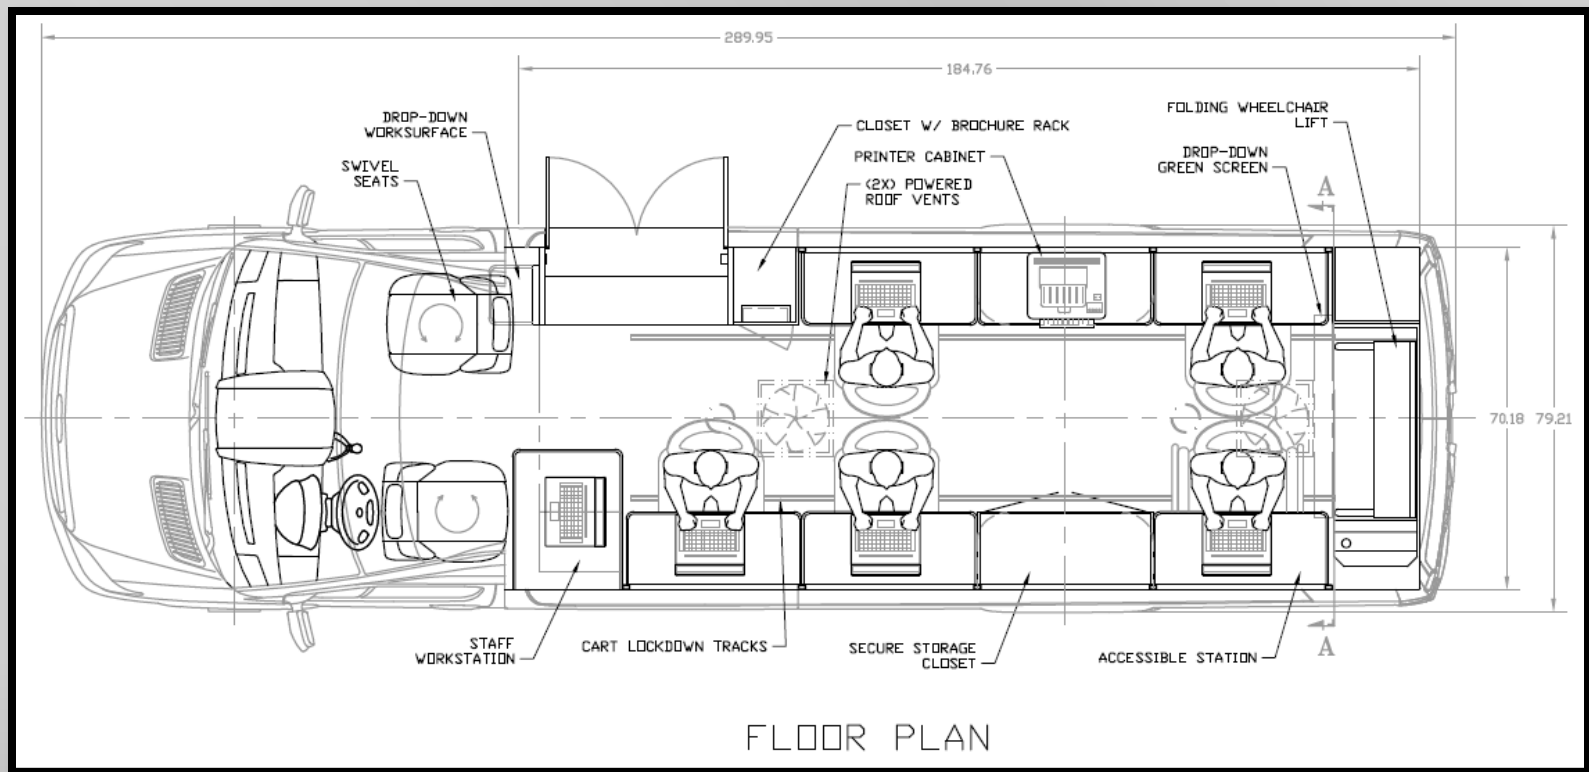 289.95
184.76
DROP-DOWN
WORKSURFACE
SWIVEL
SEATS
CLOSET W/ BROCHURE RACK
PRINTER CABINET
(2X) POWERED
ROOF VENTS
FOLDING WHEELCHAIR
LIFT
DROP-DOWN
GREEN SCREEN
A
70.18
79.21
STAFF
WORKSTATION
CART LOCKDOWN TRACKS
SECURE STORAGE
CLOSET
ACCESSIBLE STATION
A
FLOOR PLAN